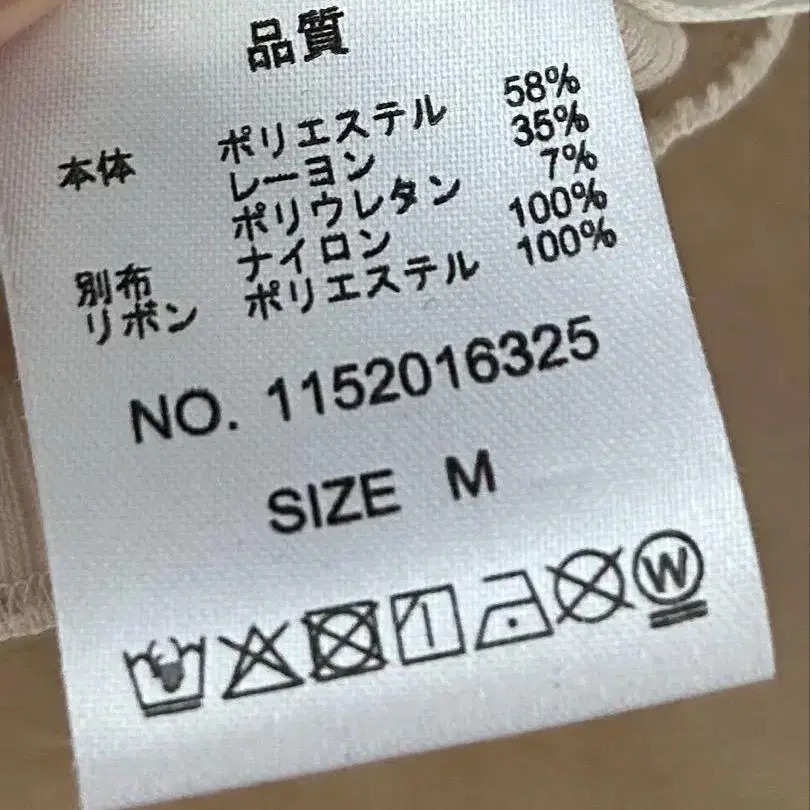 品質
本体 ポリエステル 58%
レーヨン 35%
ポリウレタン 7%
別布 ナイロン 100%
リボン ポリエステル 100%
NO. 1152016325
SIZE M
W